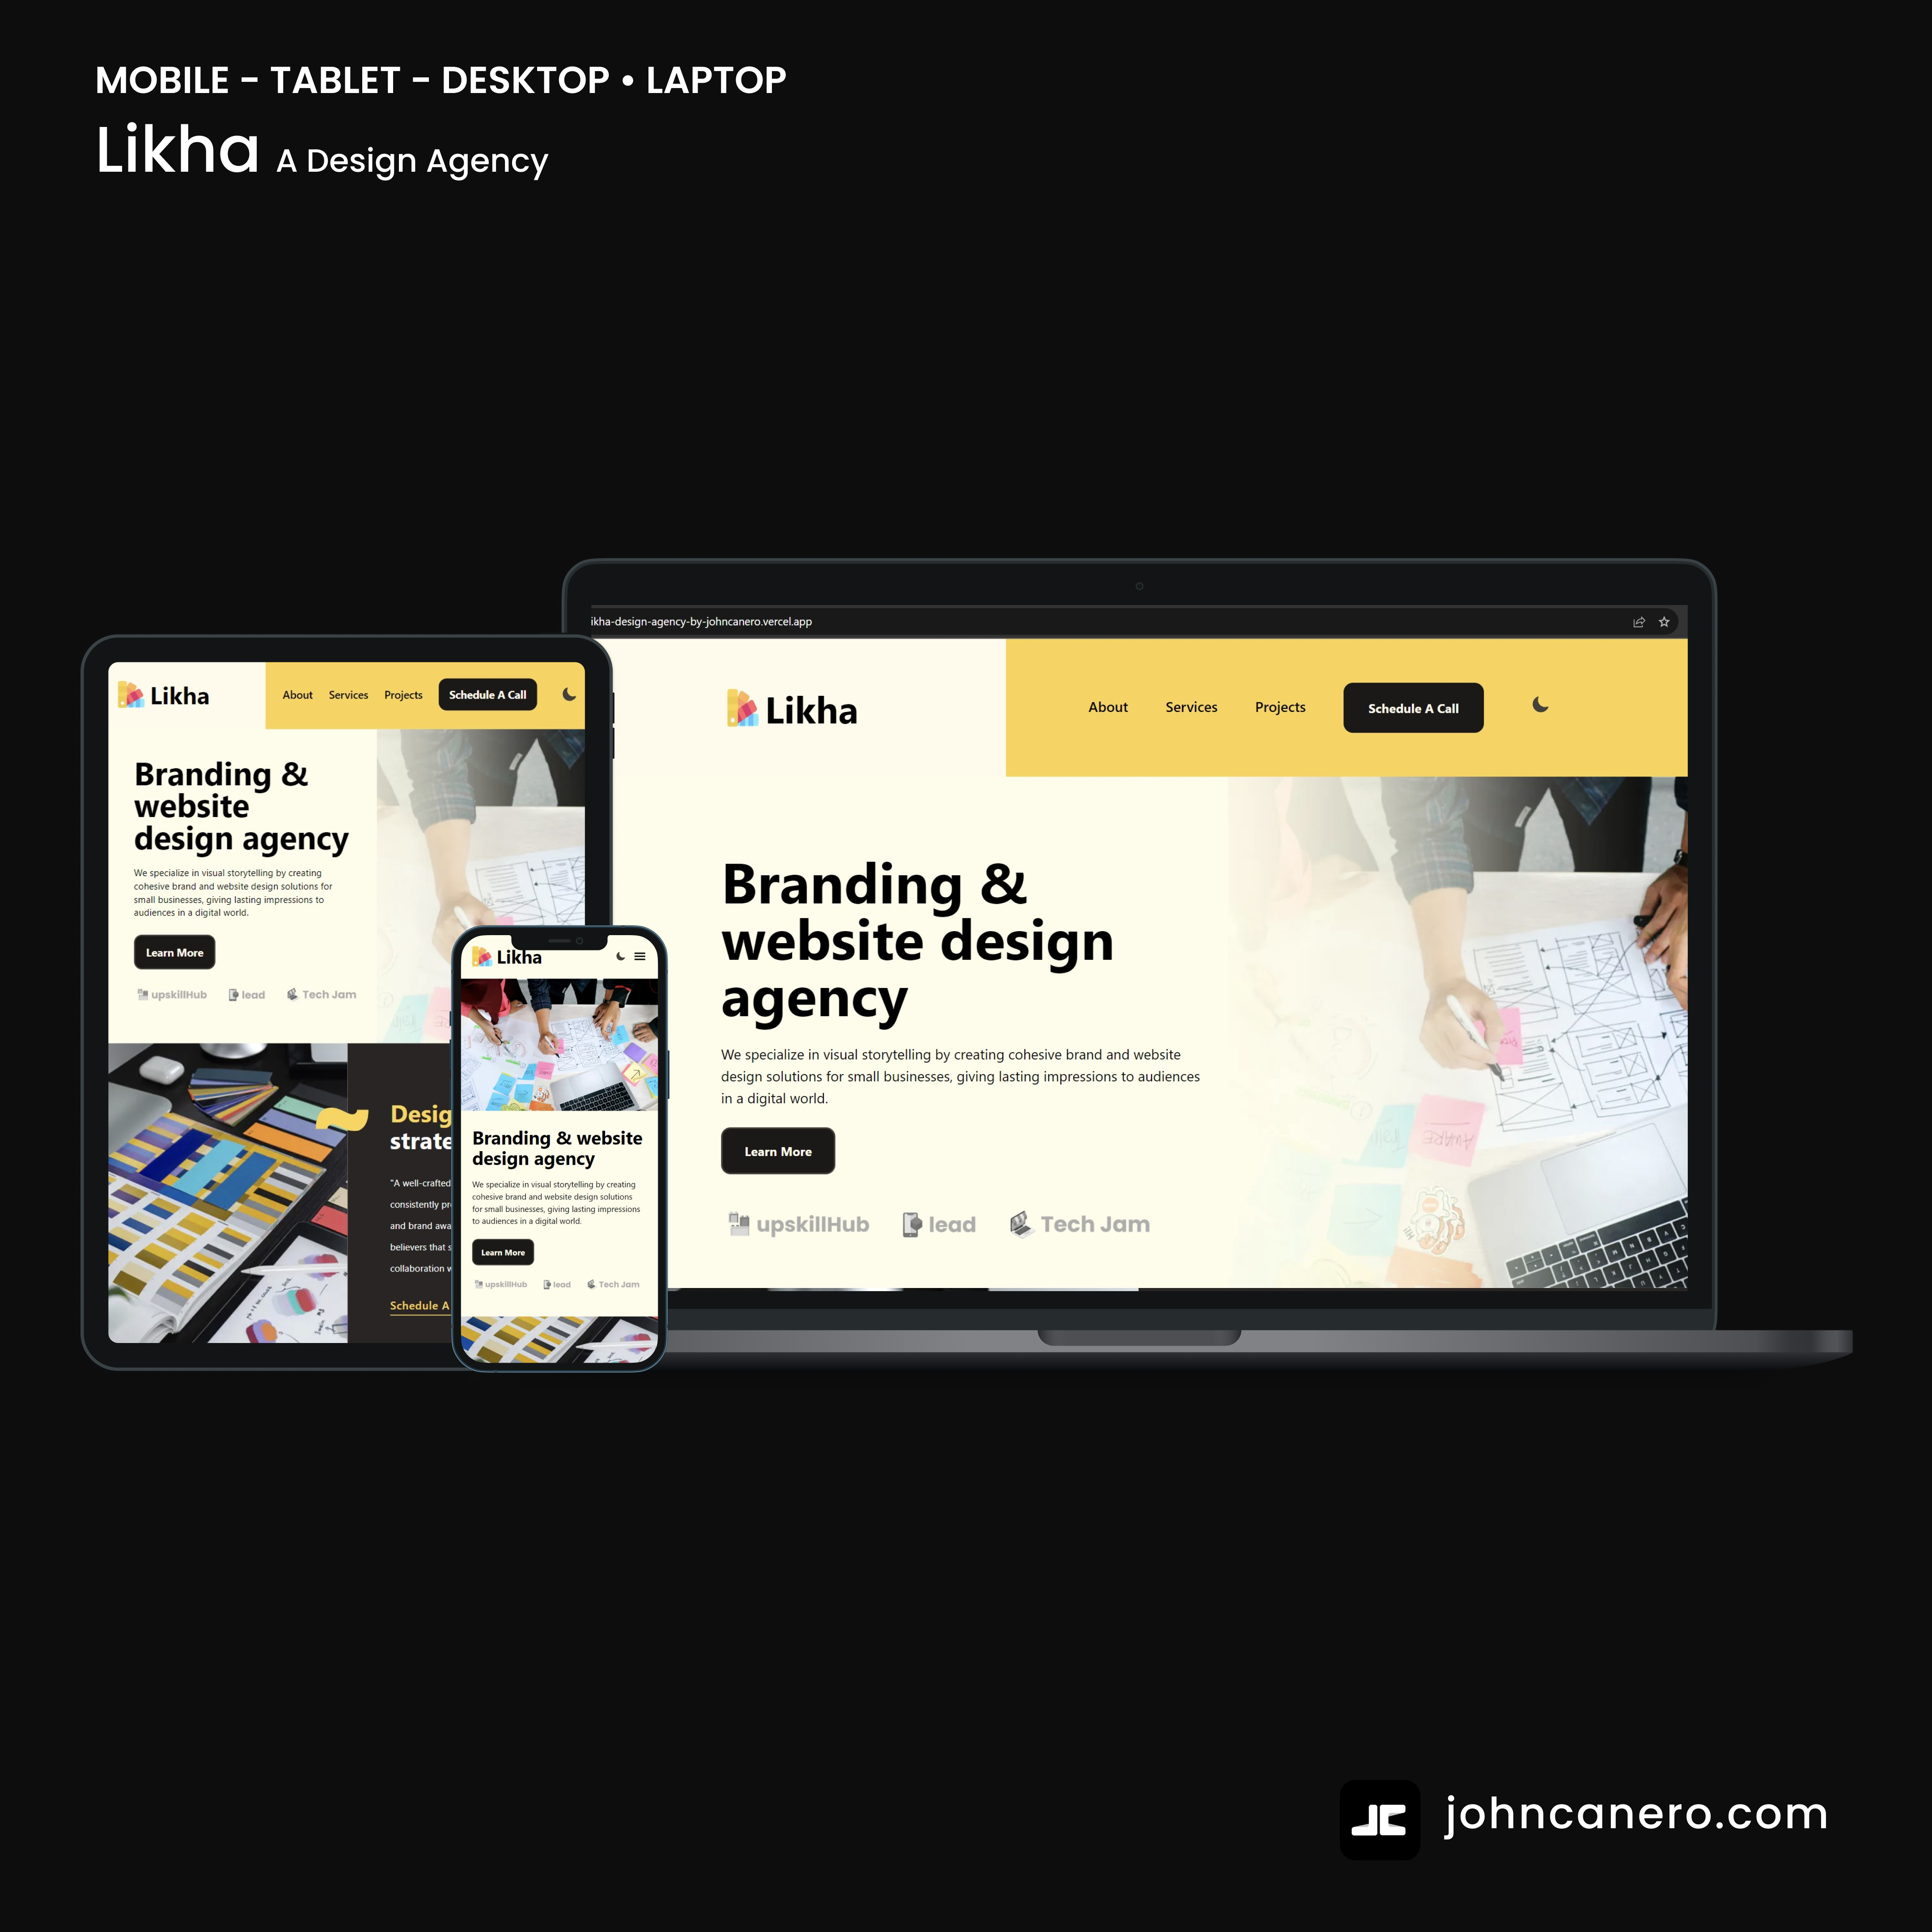 MOBILE - TABLET - DESKTOP • LAPTOP
Likha A Design Agency
ikha-design-agency-by-johncanero.vercel.app
Likha
About Services Projects Schedule A Call
Branding &
website design
agency
We specialize in visual storytelling by creating cohesive brand and website
design solutions for small businesses, giving lasting impressions to audiences
in a digital world.
Learn More
upskillHub lead Tech Jam
AWARE
Likha
About Services Projects Schedule A Call
Branding &
website
design agency
We specialize in visual storytelling by creating
cohesive brand and website design solutions for
small businesses, giving lasting impressions to
audiences in a digital world.
Learn More
upskillHub lead Tech Jam
Desig
strate
"A well-crafted
consistently pr
and brand awa
believers that s
collaboration w
Schedule A
Likha
Branding & website
design agency
We specialize in visual storytelling by creating
cohesive brand and website design solutions
for small businesses, giving lasting impressions
to audiences in a digital world.
Learn More
upskillHub lead Tech Jam
JC johncanero.com